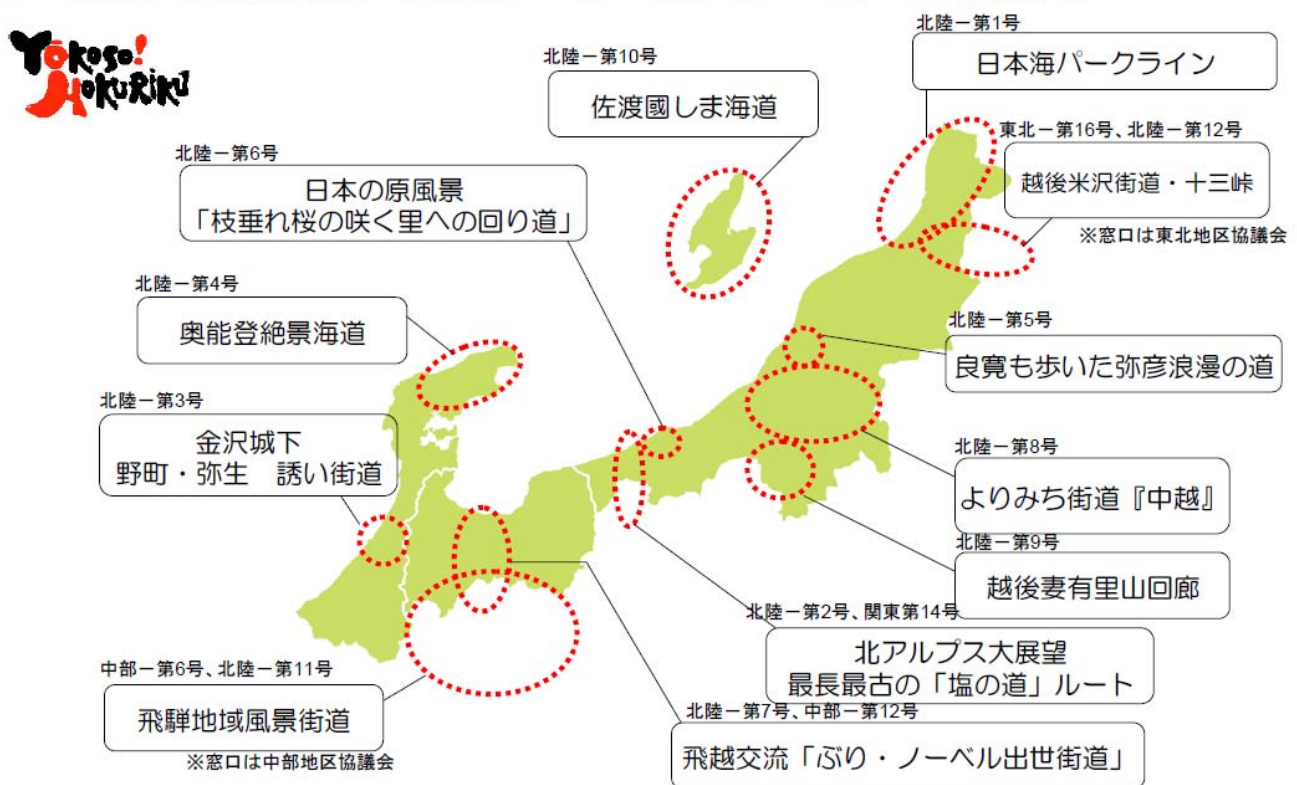 Yōkoso!
HOKURIKU
北陸－第1号
日本海パークライン
北陸－第10号
佐渡國しま海道
東北－第16号、北陸－第12号
越後米沢街道・十三峠
※窓口は東北地区協議会
北陸－第6号
日本の原風景
「枝垂れ桜の咲く里への回り道」
北陸－第4号
奥能登絶景海道
北陸－第5号
良寛も歩いた弥彦浪漫の道
北陸－第3号
金沢城下
野町・弥生　誘い街道
北陸－第8号
よりみち街道『中越』
北陸－第9号
越後妻有里山回廊
北陸－第2号、関東第14号
北アルプス大展望
最長最古の「塩の道」ルート
中部－第6号、北陸－第11号
飛騨地域風景街道
※窓口は中部地区協議会
北陸－第7号、中部－第12号
飛越交流「ぶり・ノーベル出世街道」